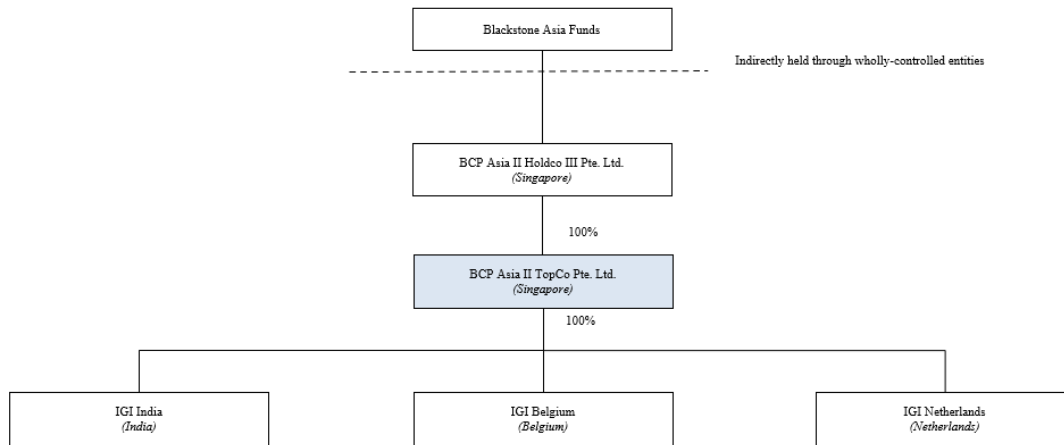 Blackstone Asia Funds
Indirectly held through wholly-controlled entities
BCP Asia II Holdco III Pte. Ltd.
(Singapore)
100%
BCP Asia II TopCo Pte. Ltd.
(Singapore)
100%
IGI India
(India)
IGI Belgium
(Belgium)
IGI Netherlands
(Netherlands)